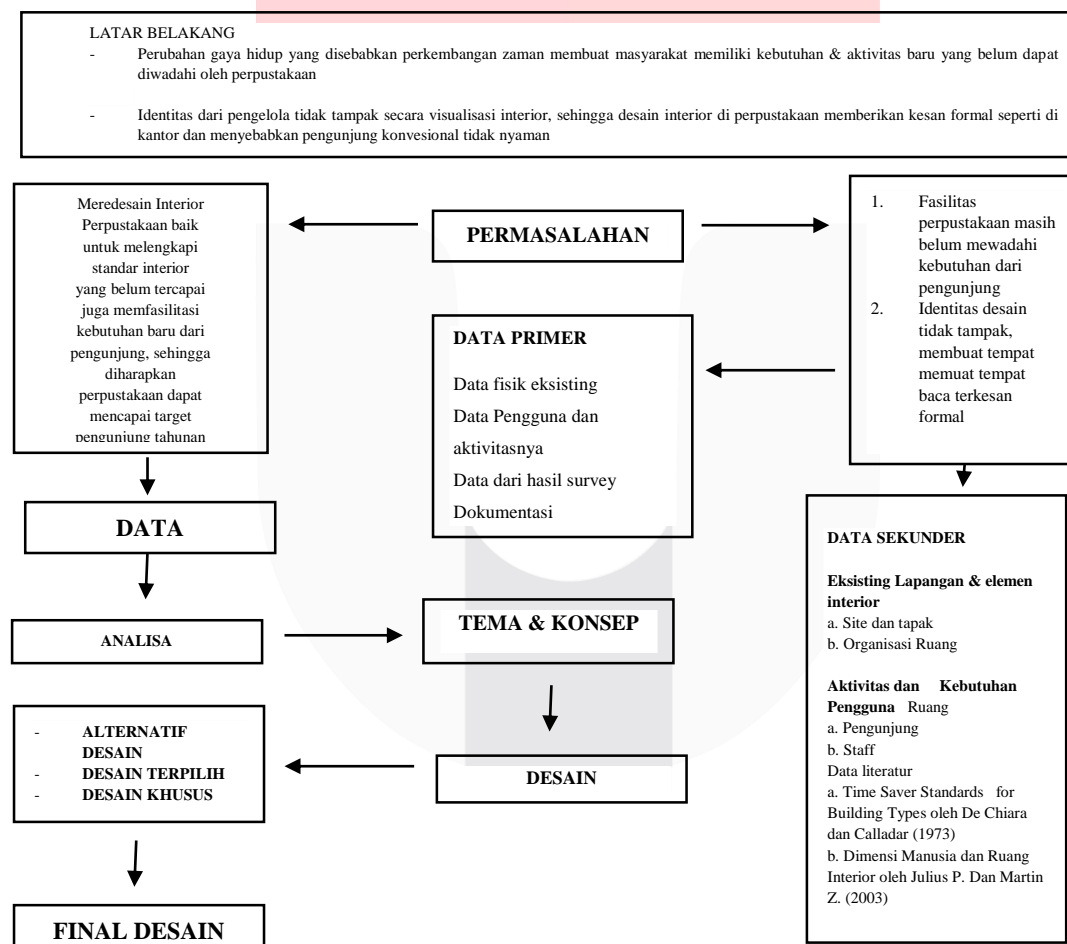 LATAR BELAKANG
- Perubahan gaya hidup yang disebabkan perkembangan zaman membuat masyarakat memiliki kebutuhan & aktivitas baru yang belum dapat
diwadahi oleh perpustakaan
- Identitas dari pengelola tidak tampak secara visualisasi interior, sehingga desain interior di perpustakaan memberikan kesan formal seperti di
kantor dan menyebabkan pengunjung konvesional tidak nyaman
Meredesain Interior
Perpustakaan baik
untuk melengkapi
standar interior
yang belum tercapai
juga memfasilitasi
kebutuhan baru dari
pengunjung, sehingga
diharapkan
perpustakaan dapat
mencapai target
pengunjung tahunan
PERMASALAHAN
1. Fasilitas
perpustakaan masih
belum mewadahi
kebutuhan dari
pengunjung
2. Identitas desain
tidak tampak,
membuat tempat
memuat tempat
baca terkesan
formal
DATA PRIMER
Data fisik eksisting
Data Pengguna dan
aktivitasnya
Data dari hasil survey
Dokumentasi
DATA
DATA SEKUNDER
Eksisting Lapangan & elemen
interior
a. Site dan tapak
b. Organisasi Ruang
Aktivitas dan Kebutuhan
Pengguna Ruang
a. Pengunjung
b. Staff
Data literatur
a. Time Saver Standards for
Building Types oleh De Chiara
dan Calladar (1973)
b. Dimensi Manusia dan Ruang
Interior oleh Julius P. Dan Martin
Z. (2003)
ANALISA
TEMA & KONSEP
- ALTERNATIF
DESAIN
- DESAIN TERPILIH
- DESAIN KHUSUS
DESAIN
FINAL DESAIN